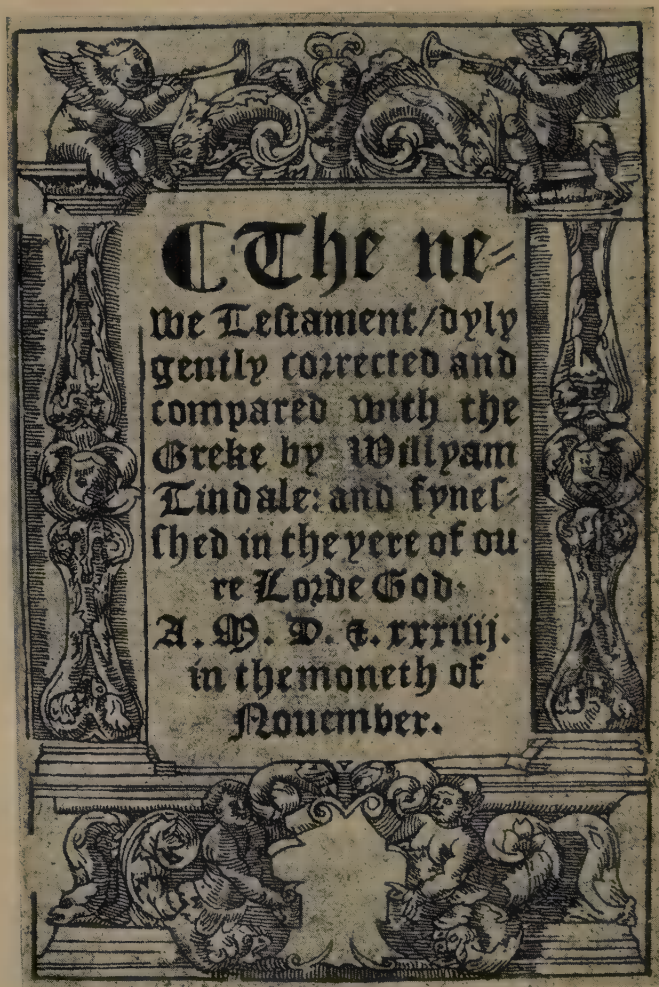 ⸿ The ne⸗
we Testament/dyly
gently corrected and
compared with the
Greke by Willyam
Tindale: and fynes⸗
shed in the yere of ou
re Lorde God.
A. M. D. & xxxiiij.
in the moneth of
Nouember.